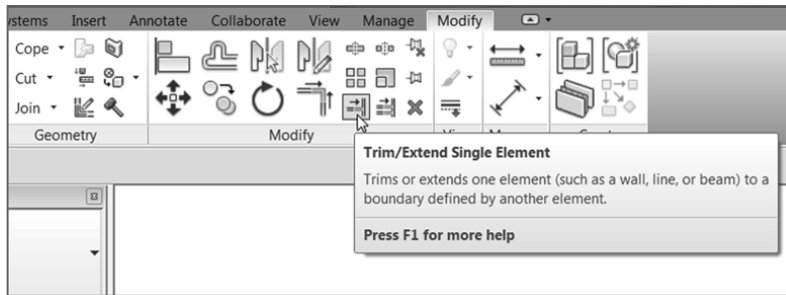 ystems Insert Annotate Collaborate View Manage Modify
Cope
Cut
Join
Geometry Modify
Trim/Extend Single Element
Trims or extends one element (such as a wall, line, or beam) to a
boundary defined by another element.
Press F1 for more help